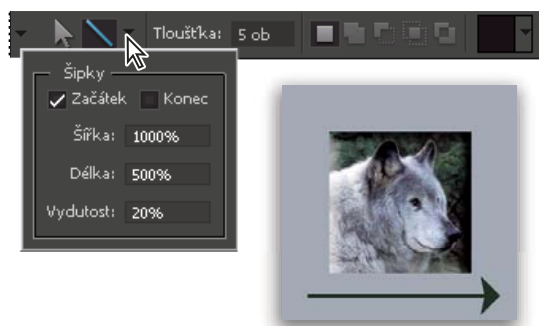 Tloušťka: 5 ob
Šipky
Začátek Konec
Šířka: 1000%
Délka: 500%
Vydutost: 20%